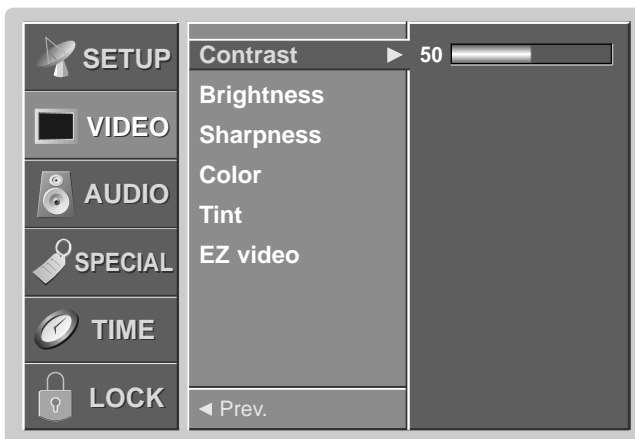 SETUP
VIDEO
AUDIO
SPECIAL
TIME
LOCK
Contrast ► 50
Brightness
Sharpness
Color
Tint
EZ video
◄ Prev.